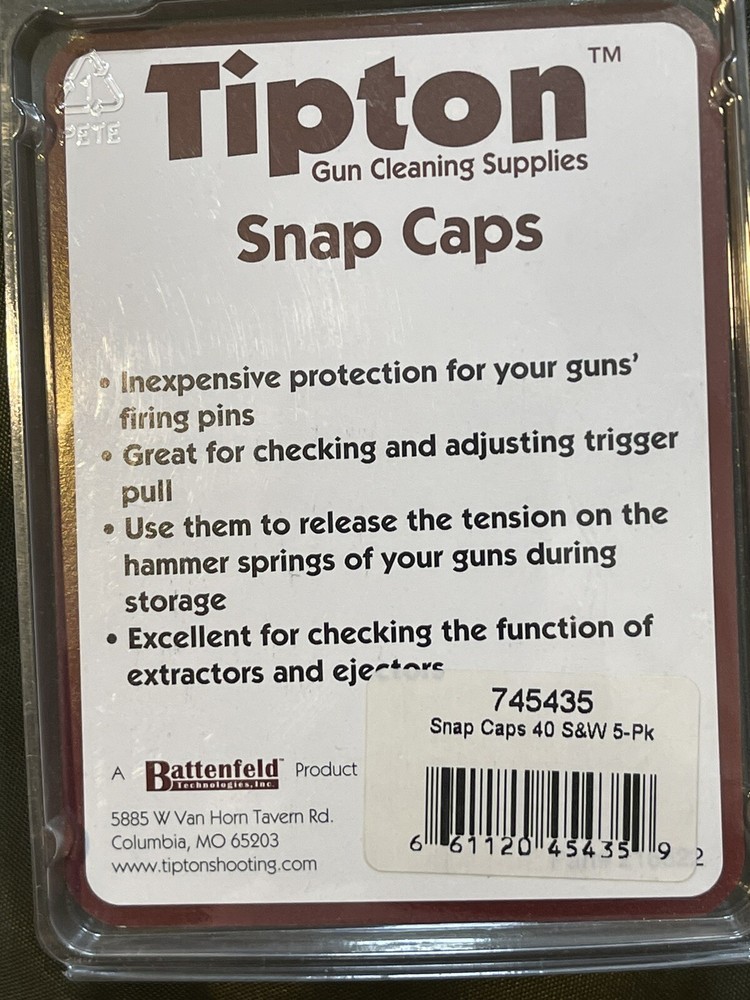 1
PETE
Tipton™
Gun Cleaning Supplies
Snap Caps
• Inexpensive protection for your guns'
firing pins
• Great for checking and adjusting trigger
pull
• Use them to release the tension on the
hammer springs of your guns during
storage
• Excellent for checking the function of
extractors and ejectors
745435
Snap Caps 40 S&W 5-Pk
A Battenfeld™ Product
Technologies, Inc.
5885 W Van Horn Tavern Rd.
Columbia, MO 65203
www.tiptonshooting.com
6 61120 45435 9
2